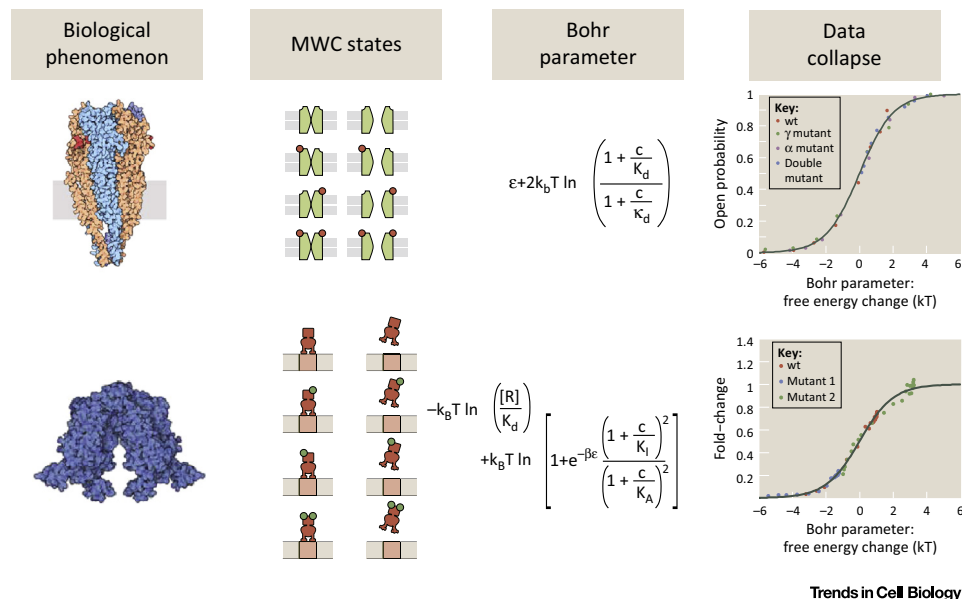 Biological
phenomenon
MWC states
Bohr
parameter
Data
collapse
ε+2k_bT ln (1 + c/K_d / 1 + c/κ_d)
Open probability
1
0.8
0.6
0.4
0.2
0
Key:
wt
γ mutant
α mutant
Double
mutant
−6 −4 −2 0 2 4 6
Bohr parameter:
free energy change (kT)
−k_BT ln ([R]/K_d)
+k_BT ln [1+e^−βε (1 + c/K_I)^2 / (1 + c/K_A)^2]
Fold−change
1.4
1.2
1
0.8
0.6
0.4
0.2
Key:
wt
Mutant 1
Mutant 2
−6 −4 −2 0 2 4 6
Bohr parameter:
free energy change (kT)
Trends in Cell Biology